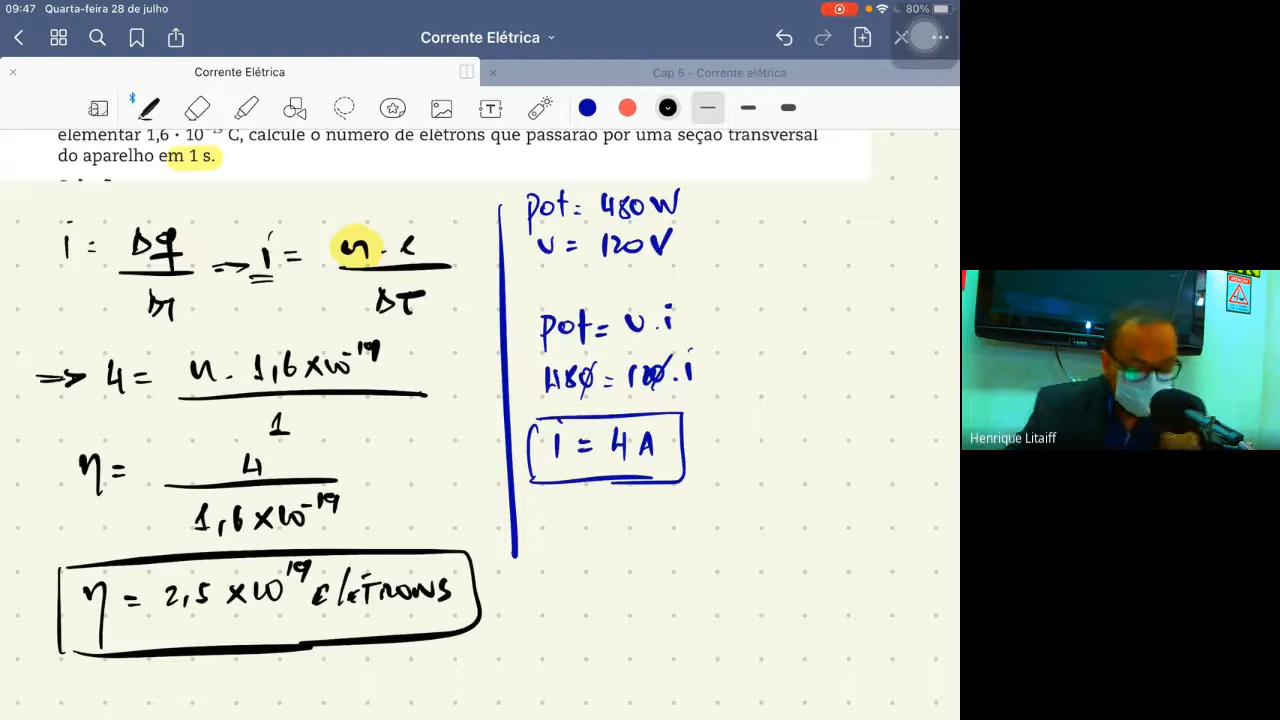 09:47 Quarta-feira 28 de julho
80%
Corrente Elétrica
Corrente Elétrica
Cap 5 - Corrente elétrica
elementar 1,6 · 10⁻¹⁹ C, calcule o número de elétrons que passarão por uma seção transversal
do aparelho em 1 s.
i = Δq/Δt => i = n . e/ΔT
=> 4 = n . 1,6 x 10⁻¹⁹/1
η = 4/1,6 x 10⁻¹⁹
η = 2,5 x 10¹⁹ elÉTRONS
pot = 480 W
U = 120 V
pot = U . i
480 = 120 . i
i = 4 A
Henrique Litaiff